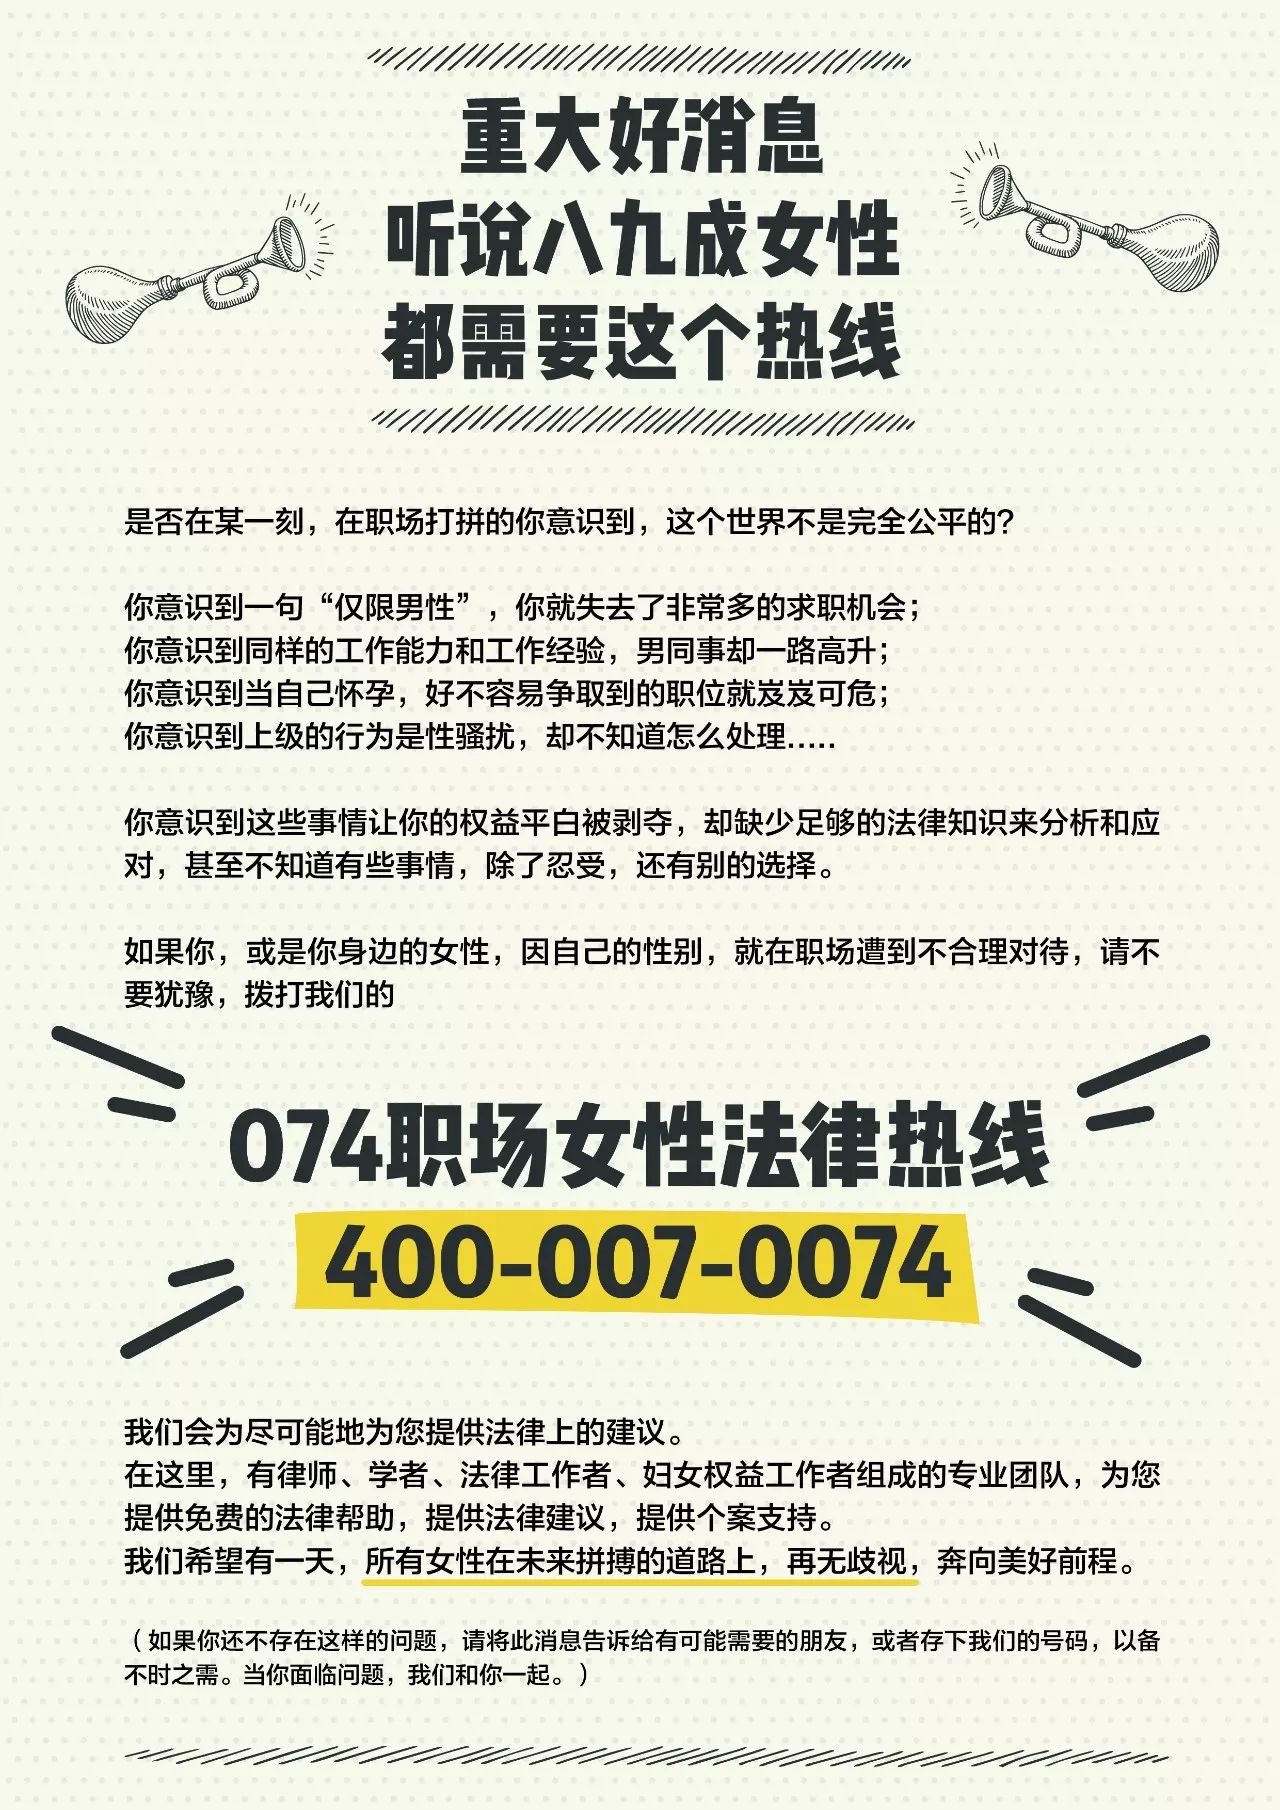 重大好消息
听说八九成女性
都需要这个热线
是否在某一刻，在职场打拼的你意识到，这个世界不是完全公平的？
你意识到一句“仅限男性”，你就失去了非常多的求职机会；
你意识到同样的工作能力和工作经验，男同事却一路高升；
你意识到当自己怀孕，好不容易争取到的职位就岌岌可危；
你意识到上级的行为是性骚扰，却不知道怎么处理.....
你意识到这些事情让你的权益平白被剥夺，却缺少足够的法律知识来分析和应
对，甚至不知道有些事情，除了忍受，还有别的选择。
如果你，或是你身边的女性，因自己的性别，就在职场遭到不合理对待，请不
要犹豫，拨打我们的
074职场女性法律热线
400-007-0074
我们会为尽可能地为您提供法律上的建议。
在这里，有律师、学者、法律工作者、妇女权益工作者组成的专业团队，为您
提供免费的法律帮助，提供法律建议，提供个案支持。
我们希望有一天，所有女性在未来拼搏的道路上，再无歧视，奔向美好前程。
（如果你还不存在这样的问题，请将此消息告诉给有可能需要的朋友，或者存下我们的号码，以备
不时之需。当你面临问题，我们和你一起。）